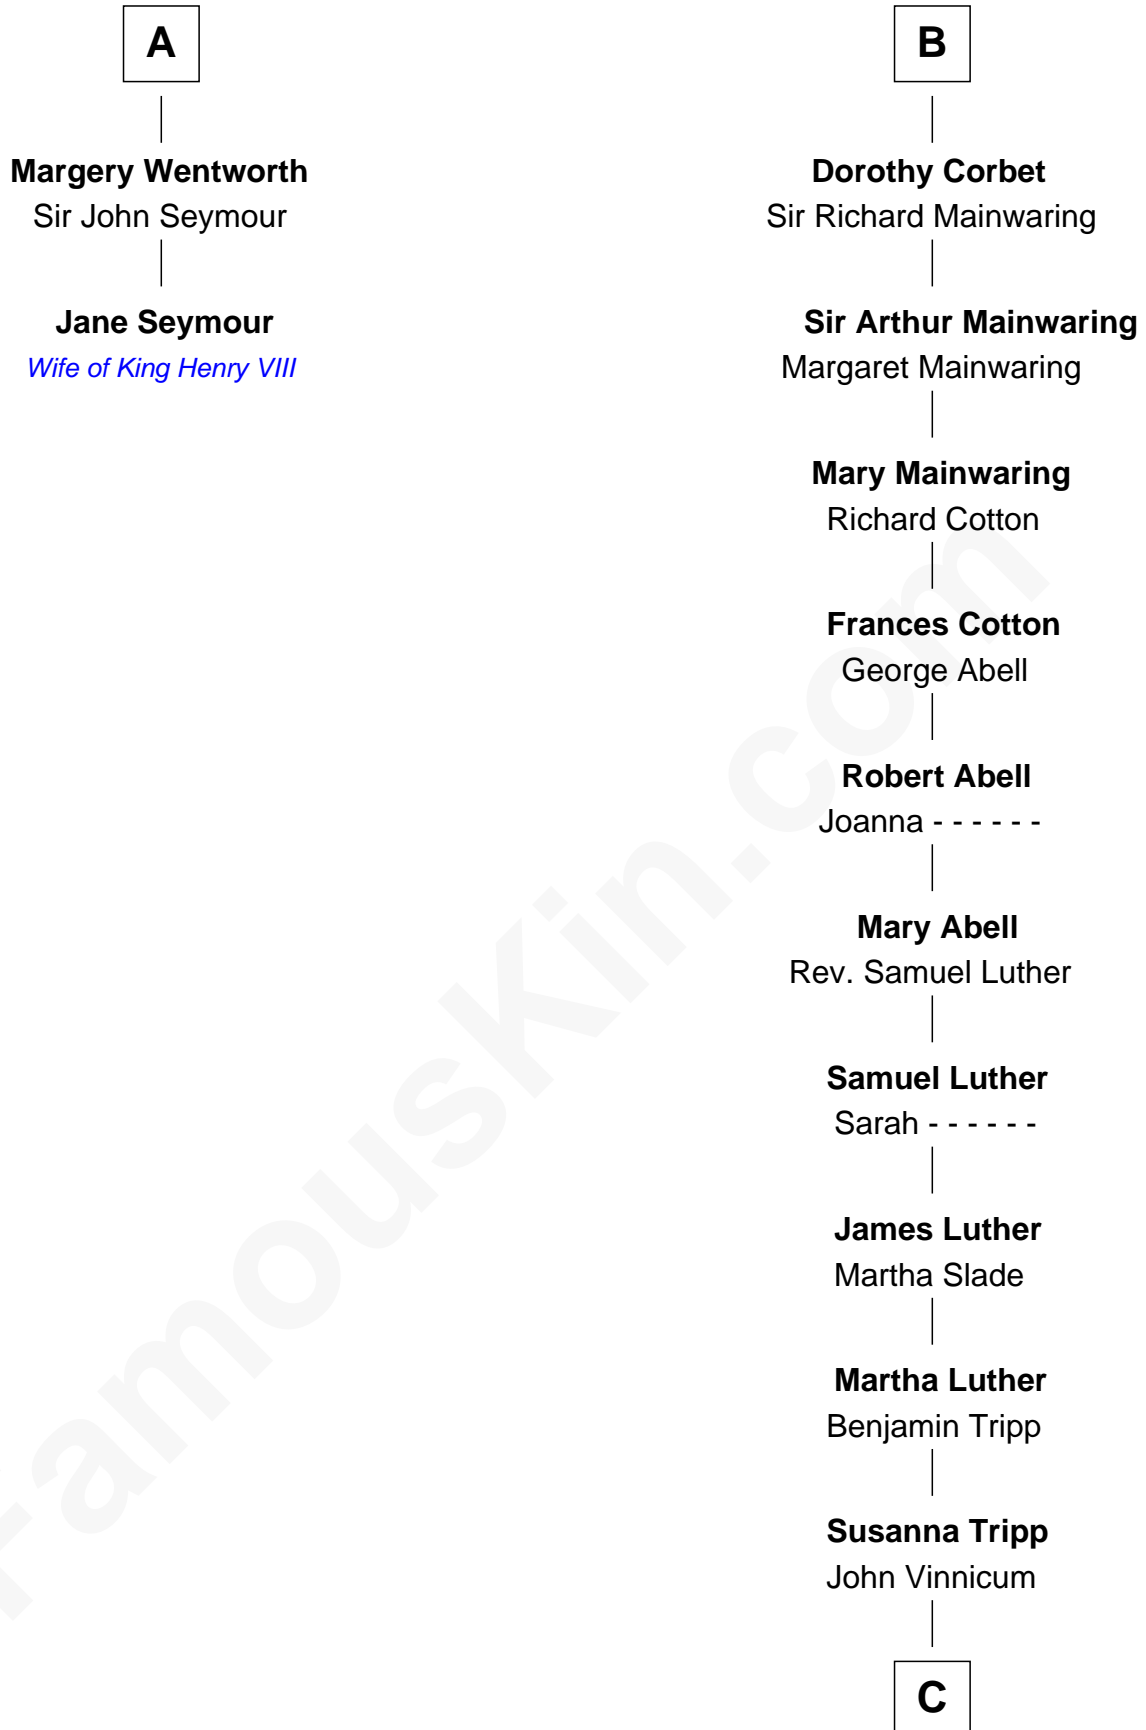 A
Margery Wentworth
Sir John Seymour
Jane Seymour
Wife of King Henry VIII
B
Dorothy Corbet
Sir Richard Mainwaring
Sir Arthur Mainwaring
Margaret Mainwaring
Mary Mainwaring
Richard Cotton
Frances Cotton
George Abell
Robert Abell
Joanna - - - - - -
Mary Abell
Rev. Samuel Luther
Samuel Luther
Sarah - - - - - -
James Luther
Martha Slade
Martha Luther
Benjamin Tripp
Susanna Tripp
John Vinnicum
C
FamousKin.com